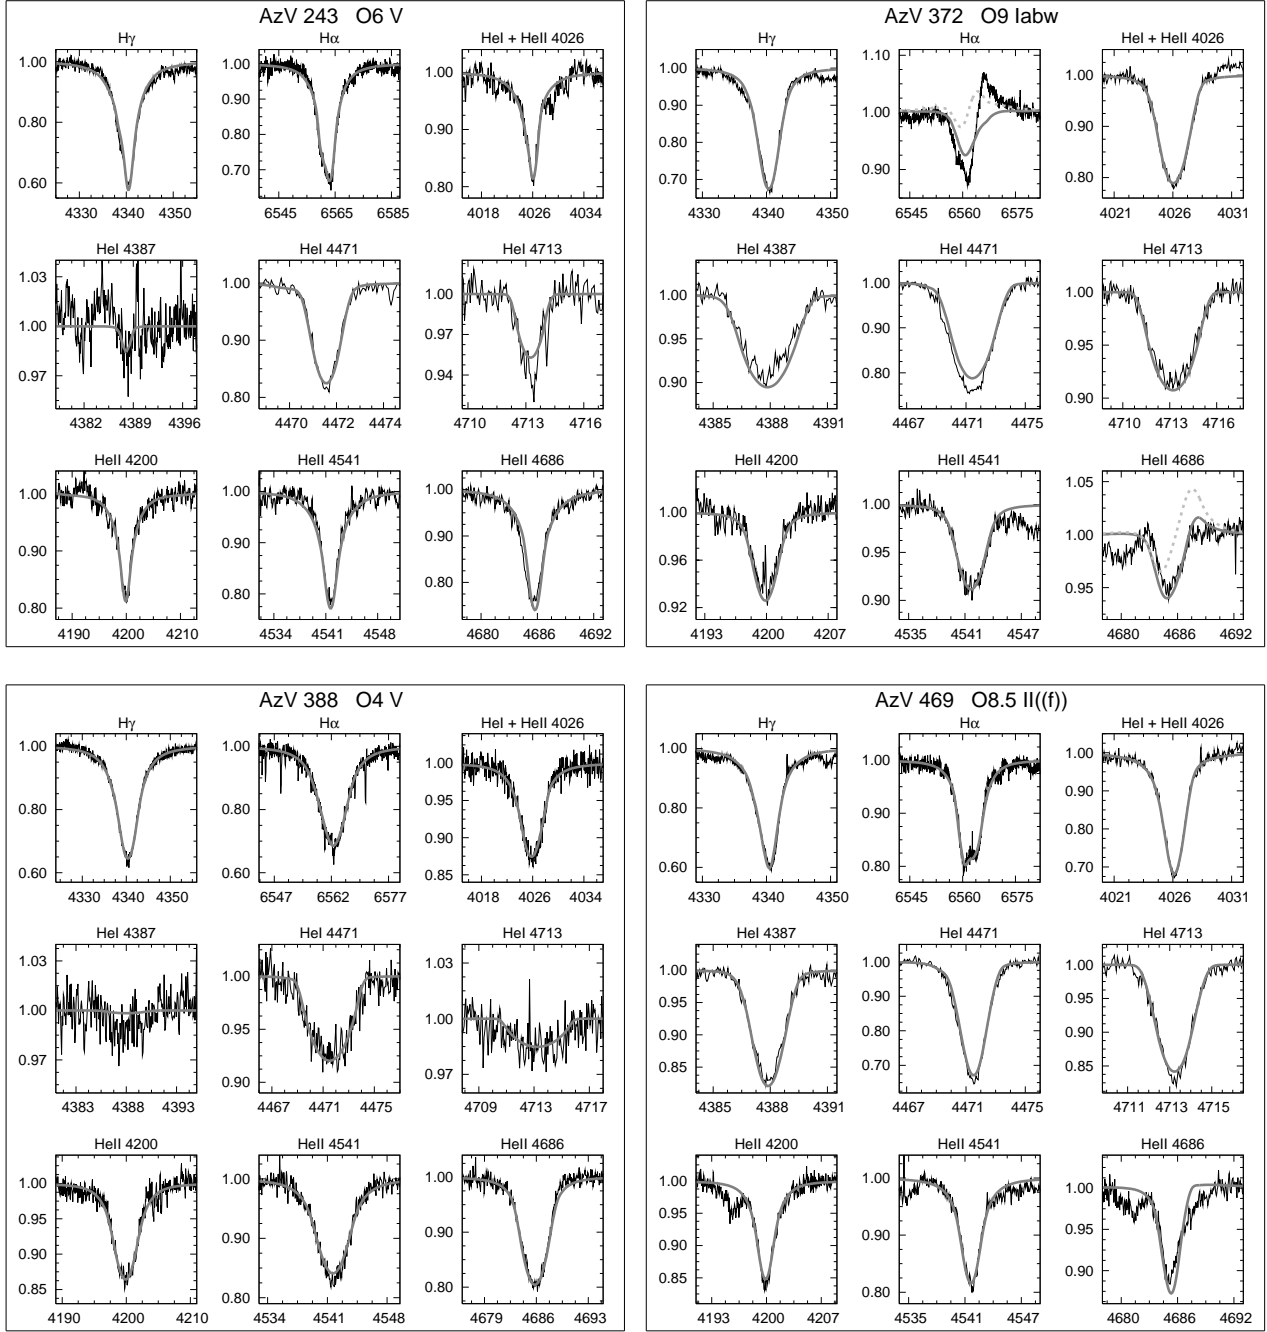 AzV 243 O6 V
Hγ Hα HeI + HeII 4026
1.00 0.80 0.60
4330 4340 4350
1.00 0.90 0.80 0.70
6545 6565 6585
1.00 0.90 0.80
4018 4026 4034
HeI 4387 HeI 4471 HeI 4713
1.03 1.00 0.97
4382 4389 4396
1.00 0.90 0.80
4470 4472 4474
1.00 0.97 0.94
4710 4713 4716
HeII 4200 HeII 4541 HeII 4686
1.00 0.90 0.80
4190 4200 4210
1.00 0.90 0.80
4534 4541 4548
1.00 0.90 0.80
4680 4686 4692
AzV 372 O9 Iabw
Hγ Hα HeI + HeII 4026
1.00 0.90 0.80 0.70
4330 4340 4350
1.10 1.00 0.90
6545 6560 6575
1.00 0.90 0.80
4021 4026 4031
HeI 4387 HeI 4471 HeI 4713
1.00 0.95 0.90
4385 4388 4391
1.00 0.90 0.80
4467 4471 4475
1.00 0.95 0.90
4710 4713 4716
HeII 4200 HeII 4541 HeII 4686
1.00 0.96 0.92
4193 4200 4207
1.00 0.95 0.90
4535 4541 4547
1.05 1.00 0.95
4680 4686 4692
AzV 388 O4 V
Hγ Hα HeI + HeII 4026
1.00 0.80 0.60
4330 4340 4350
1.00 0.80 0.60
6547 6562 6577
1.00 0.95 0.90 0.85
4018 4026 4034
HeI 4387 HeI 4471 HeI 4713
1.03 1.00 0.97
4383 4388 4393
1.00 0.95 0.90
4467 4471 4475
1.03 1.00 0.97
4709 4713 4717
HeII 4200 HeII 4541 HeII 4686
1.00 0.95 0.90 0.85
4190 4200 4210
1.00 0.90 0.80
4534 4541 4548
1.00 0.90 0.80
4679 4686 4693
AzV 469 O8.5 II((f))
Hγ Hα HeI + HeII 4026
1.00 0.80 0.60
4330 4340 4350
1.00 0.90 0.80
6545 6560 6575
1.00 0.90 0.80 0.70
4021 4026 4031
HeI 4387 HeI 4471 HeI 4713
1.00 0.95 0.90 0.85
4385 4388 4391
1.00 0.90 0.80 0.70
4467 4471 4475
1.00 0.95 0.90 0.85
4711 4713 4715
HeII 4200 HeII 4541 HeII 4686
1.00 0.95 0.90 0.85
4193 4200 4207
1.00 0.90 0.80
4535 4541 4547
1.00 0.95 0.90
4680 4686 4692